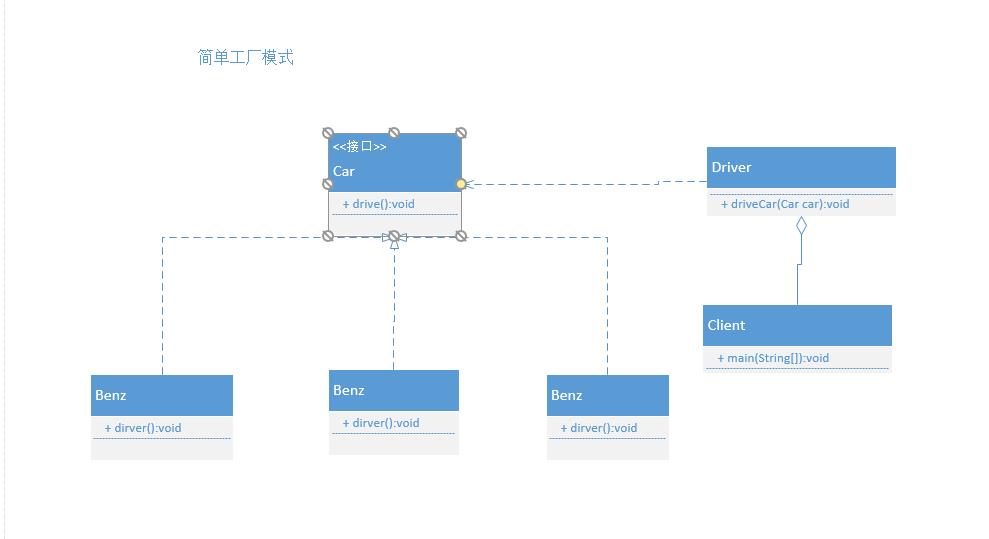 简单工厂模式
<<接口>>
Car
+ drive():void
Driver
+ driveCar(Car car):void
Client
+ main(String[]):void
Benz
+ dirver():void
Benz
+ dirver():void
Benz
+ dirver():void